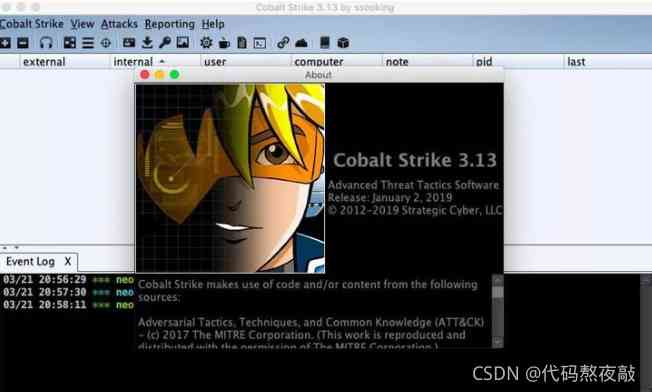 Cobalt Strike 3.13 by ssooking
Cobalt Strike View Attacks Reporting Help
external internal user computer note pid last
About
Cobalt Strike 3.13
Advanced Threat Tactics Software
Release: January 2, 2019
© 2012-2019 Strategic Cyber, LLC
Event Log X
03/21 20:56:29 *** neo
03/21 20:57:30 *** neo
03/21 20:58:11 *** neo
Cobalt Strike makes use of code and/or content from the following
sources:
Adversarial Tactics, Techniques, and Common Knowledge (ATT&CK)
- (c) 2017 The MITRE Corporation. (This work is reproduced and
distributed with the permission of The MITRE Corporation.)
CSDN @代码熬夜敲